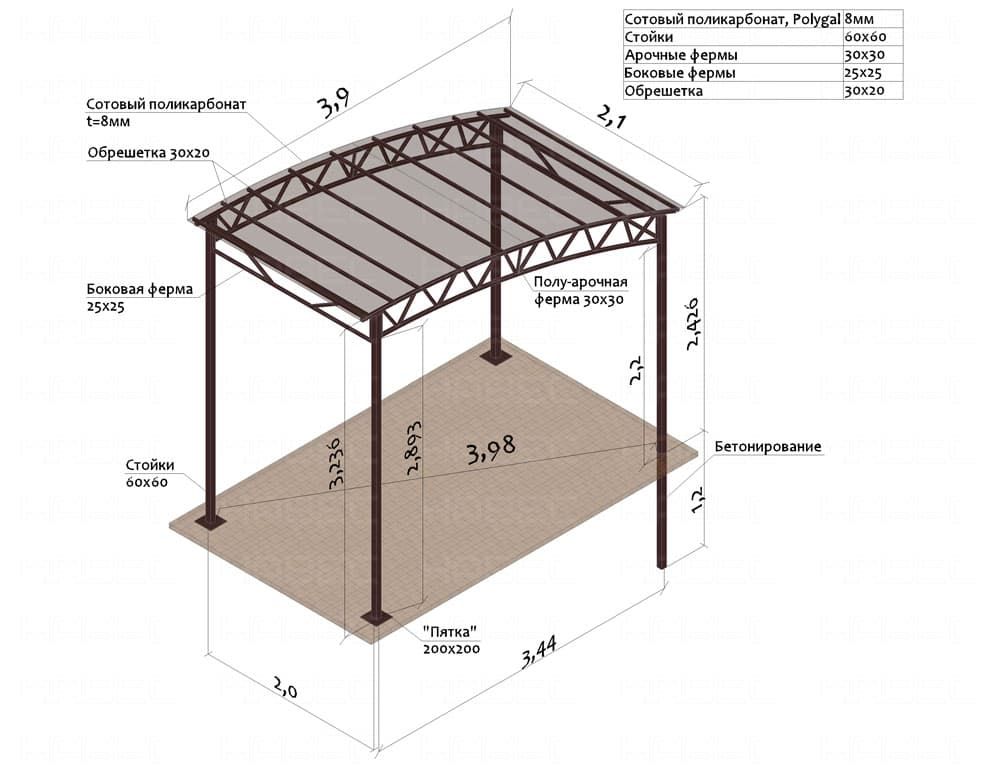 Сотовый поликарбонат, Polygal 8мм
Стойки 60х60
Арочные фермы 30х30
Боковые фермы 25х25
Обрешетка 30х20
3,9
2,1
Сотовый поликарбонат
t=8мм
Обрешетка 30х20
Боковая ферма
25х25
Полу-арочная
ферма 30х30
2,426
2,2
3,236
2,893
3,98
Бетонирование
Стойки
60х60
1,2
"Пятка"
200х200
3,44
2,0